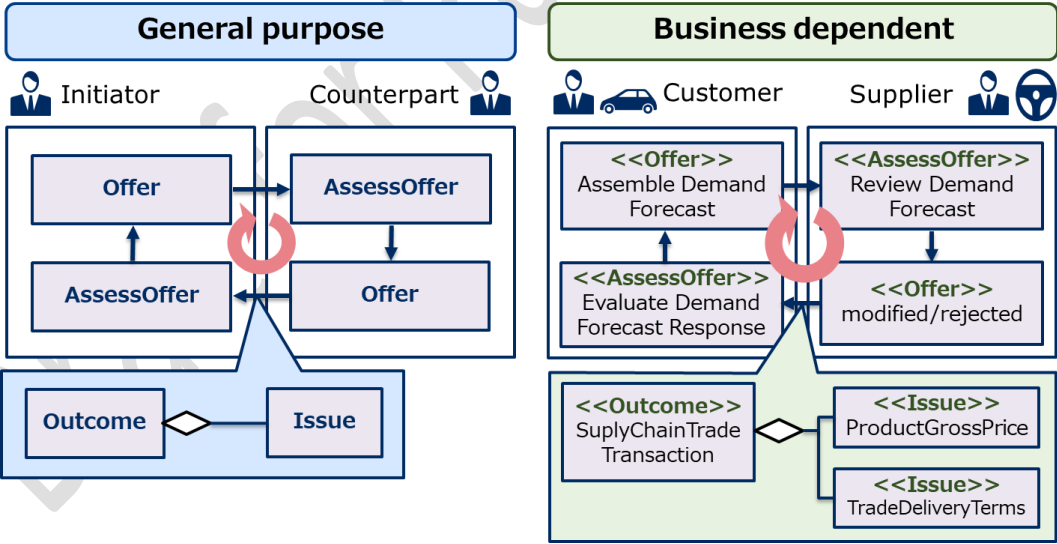 General purpose
Initiator
Counterpart
Offer
AssessOffer
AssessOffer
Offer
Outcome
Issue
Business dependent
Customer
Supplier
<<Offer>>
Assemble Demand
Forecast
<<AssessOffer>>
Review Demand
Forecast
<<AssessOffer>>
Evaluate Demand
Forecast Response
<<Offer>>
modified/rejected
<<Outcome>>
SuplyChainTrade
Transaction
<<Issue>>
ProductGrossPrice
<<Issue>>
TradeDeliveryTerms